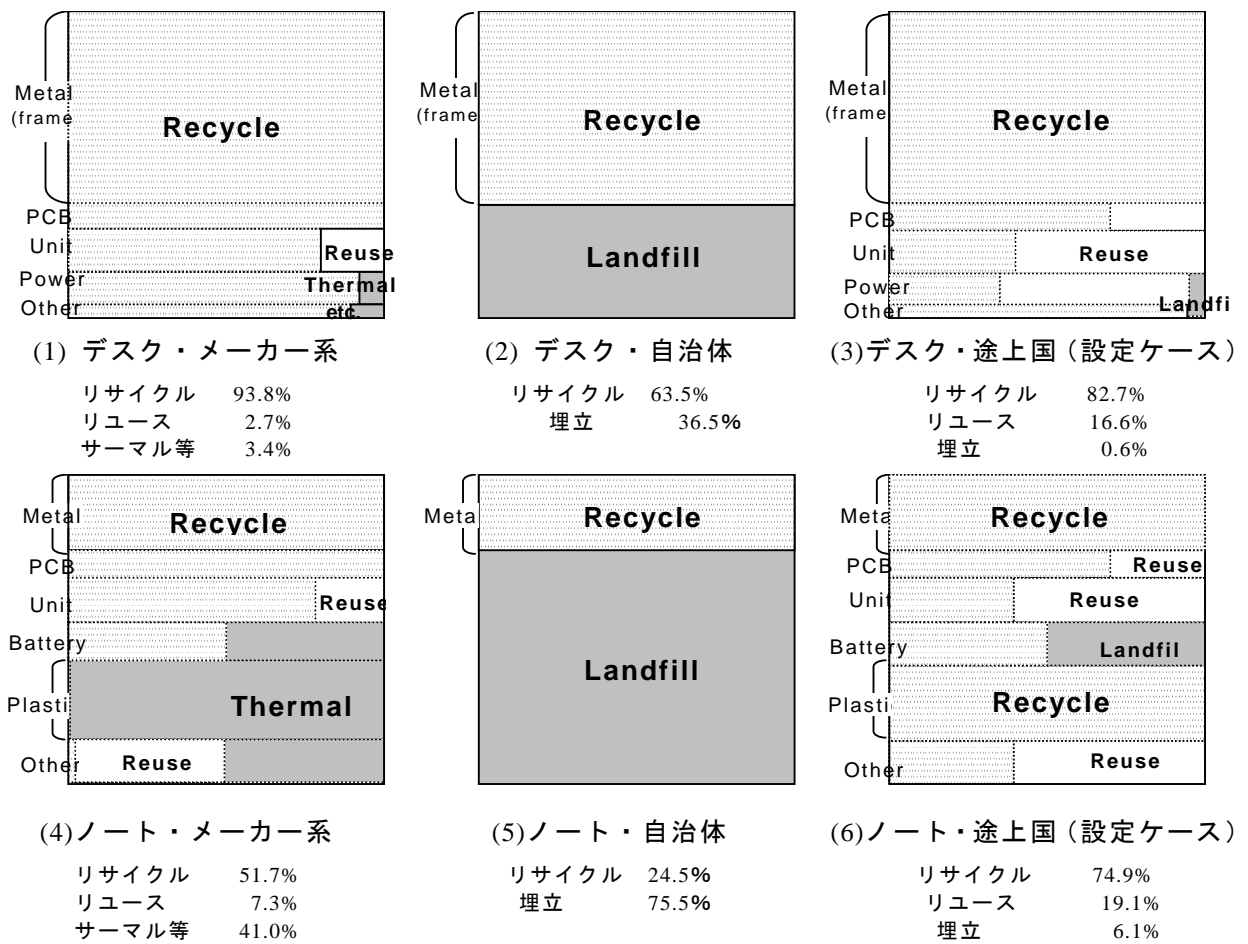 Metal
(frame
Recycle
PCB
Unit
Reuse
Power
Thermal
Other
etc.
(1) デスク・メーカー系
リサイクル 93.8%
リユース 2.7%
サーマル等 3.4%
Metal
(frame
Recycle
Landfill
(2) デスク・自治体
リサイクル 63.5%
埋立 36.5%
Metal
(frame
Recycle
PCB
Unit
Reuse
Power
Other
Landfi
(3)デスク・途上国(設定ケース)
リサイクル 82.7%
リユース 16.6%
埋立 0.6%
Metal
Recycle
PCB
Unit
Reuse
Battery
Plasti
Thermal
Other
Reuse
(4)ノート・メーカー系
リサイクル 51.7%
リユース 7.3%
サーマル等 41.0%
Meta
Recycle
Landfill
(5)ノート・自治体
リサイクル 24.5%
埋立 75.5%
Meta
Recycle
PCB
Reuse
Unit
Reuse
Battery
Landfil
Plasti
Recycle
Other
Reuse
(6)ノート・途上国(設定ケース)
リサイクル 74.9%
リユース 19.1%
埋立 6.1%